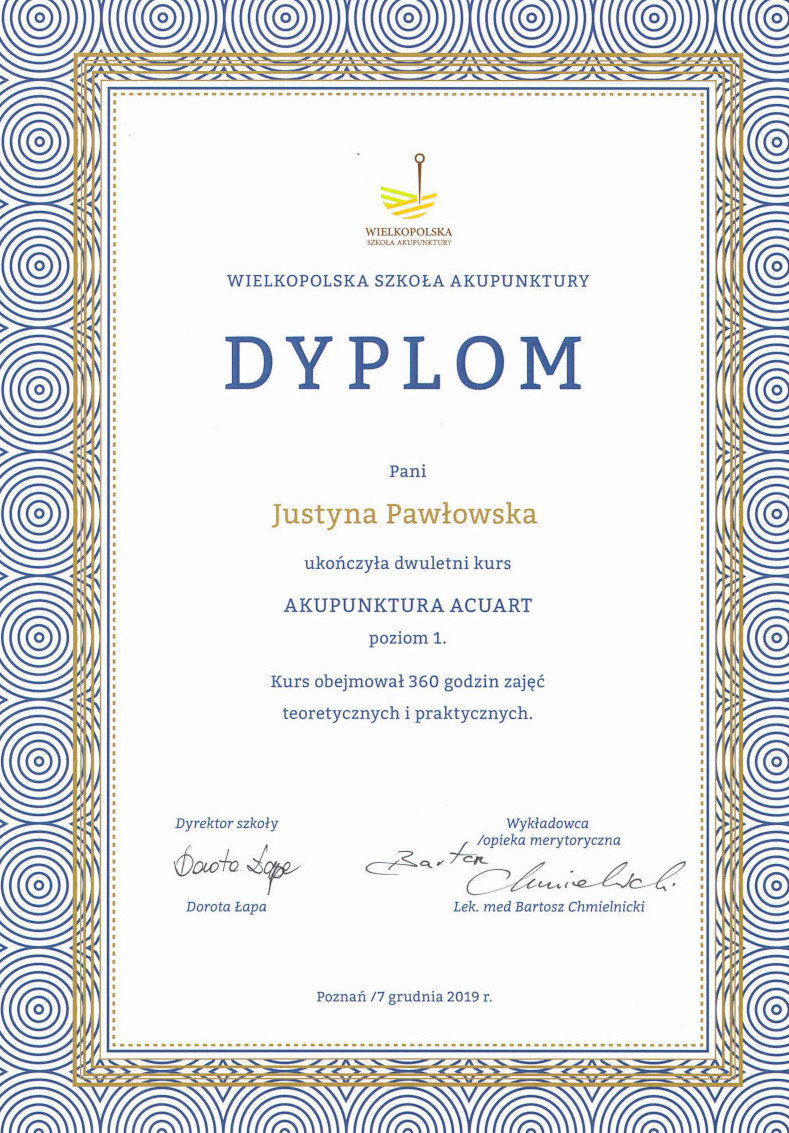 WIELKOPOLSKA
SZKOŁA AKUPUNKTURY
WIELKOPOLSKA SZKOŁA AKUPUNKTURY
DYPLOM
Pani
Justyna Pawłowska
ukończyła dwuletni kurs
AKUPUNKTURA ACUART
poziom 1.
Kurs obejmował 360 godzin zajęć
teoretycznych i praktycznych.
Dyrektor szkoły
Dorota Łapa
Dorota Łapa
Wykładowca
/opieka merytoryczna
Bartosz
Chmielnicki
Lek. med Bartosz Chmielnicki
Poznań /7 grudnia 2019 r.